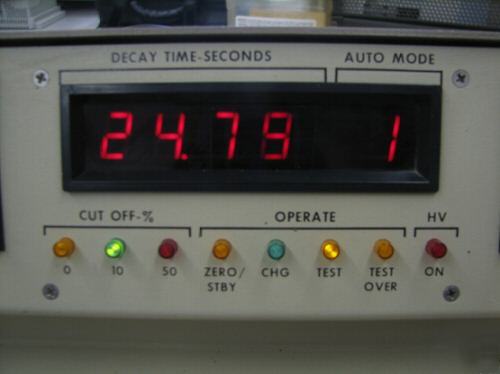 DECAY TIME-SECONDS AUTO MODE
24.79 1
CUT OFF-% OPERATE HV
0 10 50 ZERO/ STBY CHG TEST TEST OVER ON